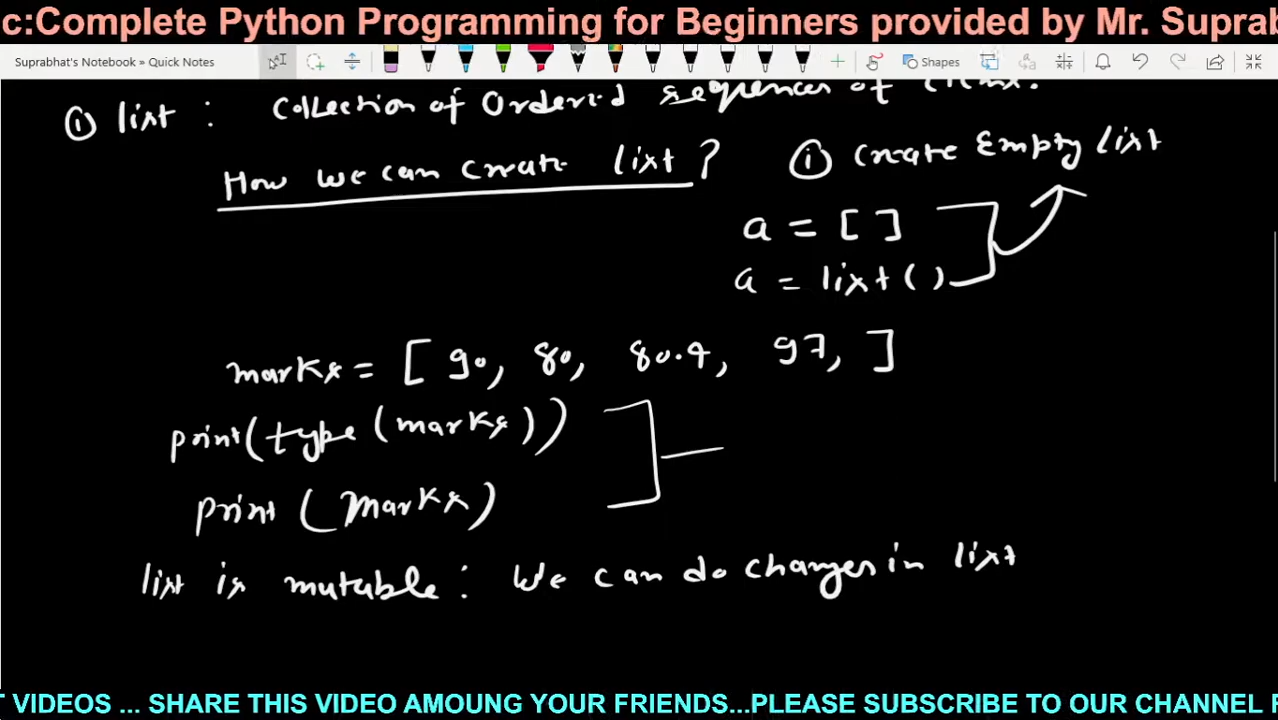 c:Complete Python Programming for Beginners provided by Mr. Suprab
Suprabhat's Notebook » Quick Notes
Shapes
① list : Collection of Ordered sequences of items.
How we can create list ?
① Create Empty list
a = [ ]
a = list ( )
marks = [ 90, 80, 80.4, 97, ]
print(type (marks))
print (marks)
list is mutable : We can do changes in list
T VIDEOS ... SHARE THIS VIDEO AMOUNG YOUR FRIENDS...PLEASE SUBSCRIBE TO OUR CHANNEL F